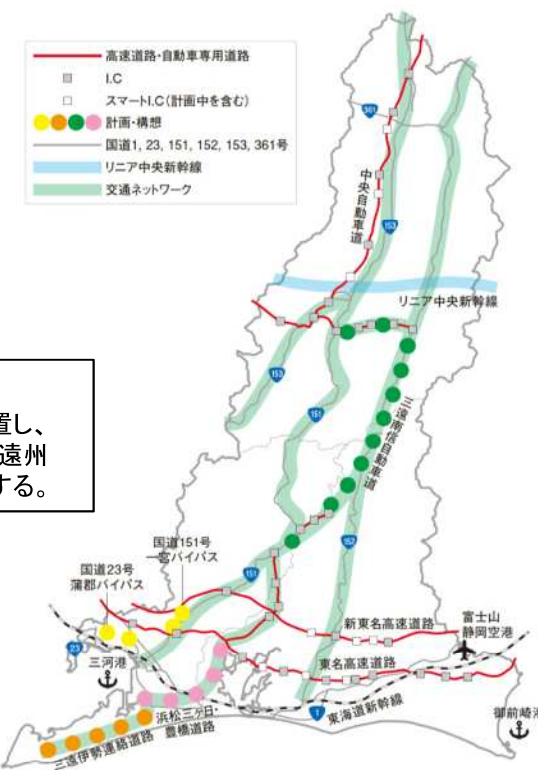 高速道路・自動車専用道路
I.C
スマートI.C(計画中を含む)
計画・構想
国道1, 23, 151, 152, 153, 361号
リニア中央新幹線
交通ネットワーク
361
中央自動車道
153
リニア中央新幹線
153
151
三遠南信自動車道
置し、
遠州
する。
152
国道151号
一宮バイパス
国道23号
蒲郡バイパス
151
新東名高速道路
富士山
静岡空港
23
三河港
東名高速道路
浜松三ヶ日・
豊橋道路
1
東海道新幹線
御前崎港
三遠伊勢連絡道路